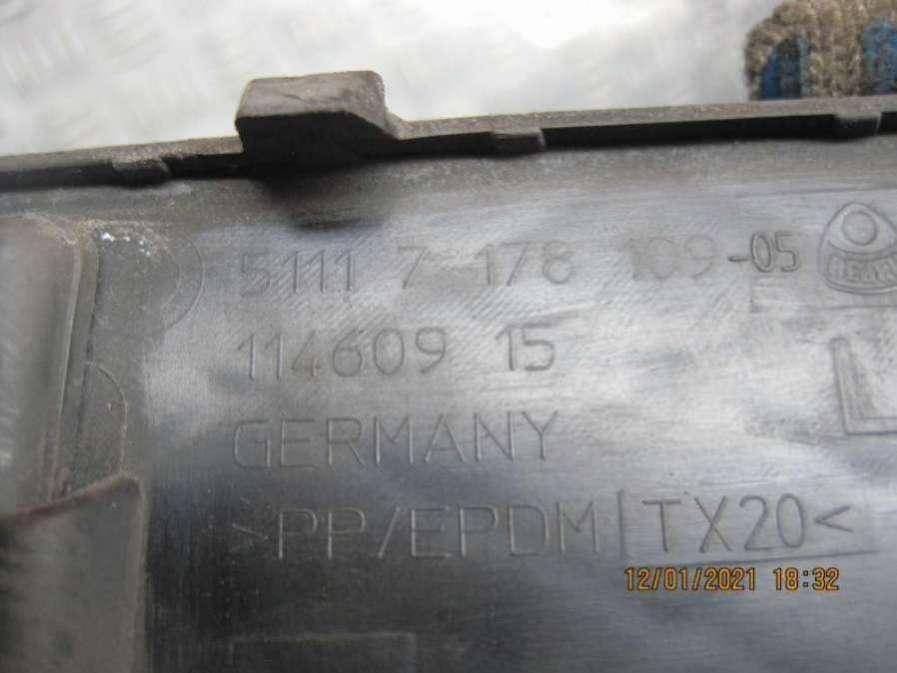 5111 7 178 109-05
114609 15
GERMANY
>PP/EPDM|TX20<
L
12/01/2021 18:32